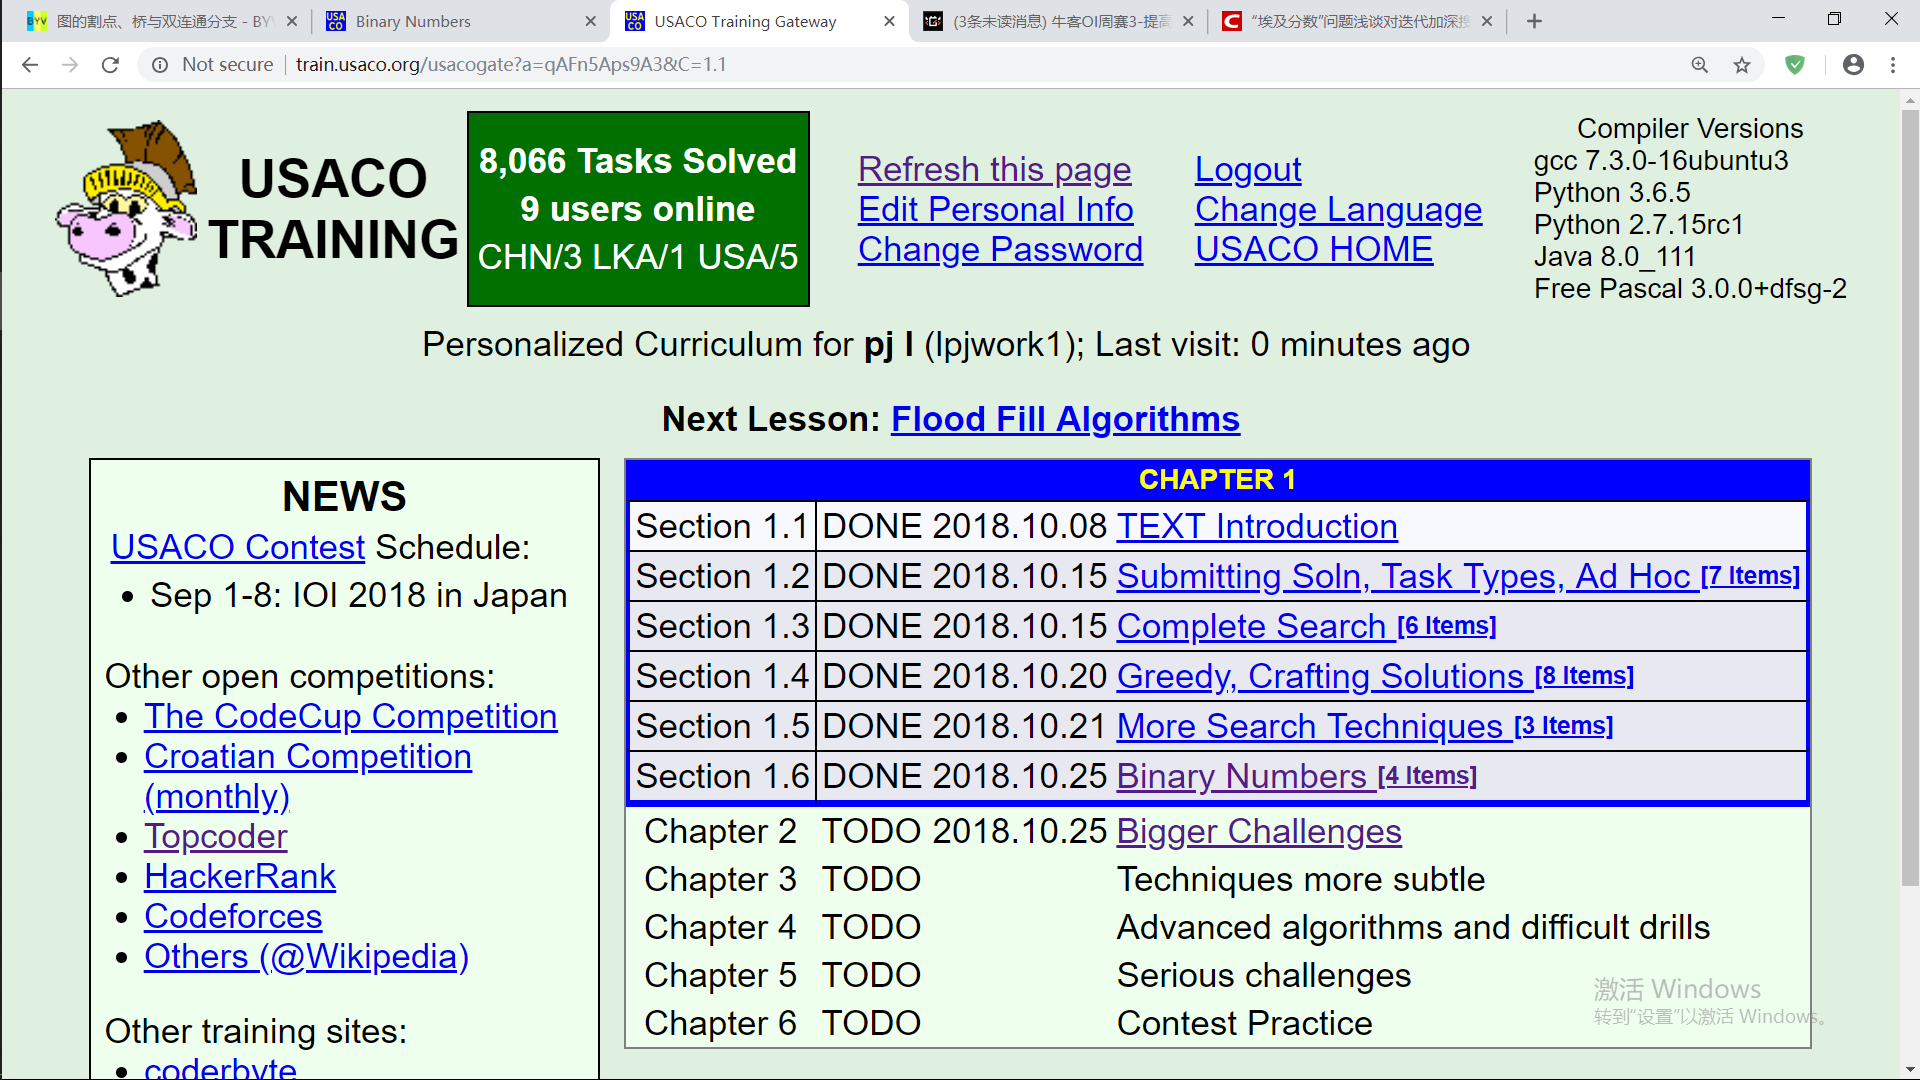 图的割点、桥与双连通分支 - BYV
Binary Numbers
USACO Training Gateway
(3条未读消息) 牛客OI周赛3-提高
“埃及分数”问题浅谈对迭代加深搜
Not secure
train.usaco.org/usacogate?a=qAFn5Aps9A3&C=1.1
USACO
TRAINING
8,066 Tasks Solved
9 users online
CHN/3 LKA/1 USA/5
Refresh this page
Edit Personal Info
Change Password
Logout
Change Language
USACO HOME
Compiler Versions
gcc 7.3.0-16ubuntu3
Python 3.6.5
Python 2.7.15rc1
Java 8.0_111
Free Pascal 3.0.0+dfsg-2
Personalized Curriculum for pj l (lpjwork1); Last visit: 0 minutes ago
Next Lesson: Flood Fill Algorithms
NEWS
USACO Contest Schedule:
Sep 1-8: IOI 2018 in Japan
Other open competitions:
The CodeCup Competition
Croatian Competition
(monthly)
Topcoder
HackerRank
Codeforces
Others (@Wikipedia)
Other training sites:
coderbyte
CHAPTER 1
Section 1.1 DONE 2018.10.08 TEXT Introduction
Section 1.2 DONE 2018.10.15 Submitting Soln, Task Types, Ad Hoc [7 Items]
Section 1.3 DONE 2018.10.15 Complete Search [6 Items]
Section 1.4 DONE 2018.10.20 Greedy, Crafting Solutions [8 Items]
Section 1.5 DONE 2018.10.21 More Search Techniques [3 Items]
Section 1.6 DONE 2018.10.25 Binary Numbers [4 Items]
Chapter 2 TODO 2018.10.25 Bigger Challenges
Chapter 3 TODO Techniques more subtle
Chapter 4 TODO Advanced algorithms and difficult drills
Chapter 5 TODO Serious challenges
Chapter 6 TODO Contest Practice
激活 Windows
转到“设置”以激活 Windows。